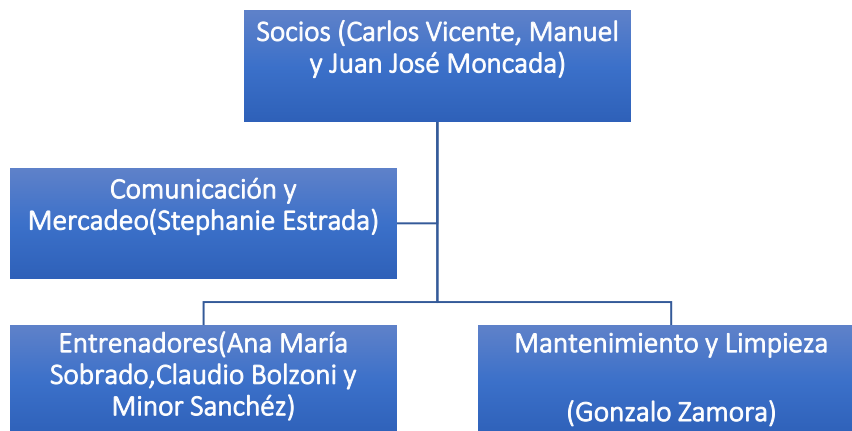 Socios (Carlos Vicente, Manuel
y Juan José Moncada)
Comunicación y
Mercadeo(Stephanie Estrada)
Entrenadores(Ana María
Sobrado,Claudio Bolzoni y
Minor Sanchéz)
Mantenimiento y Limpieza
(Gonzalo Zamora)